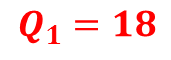 Q₁ = 18